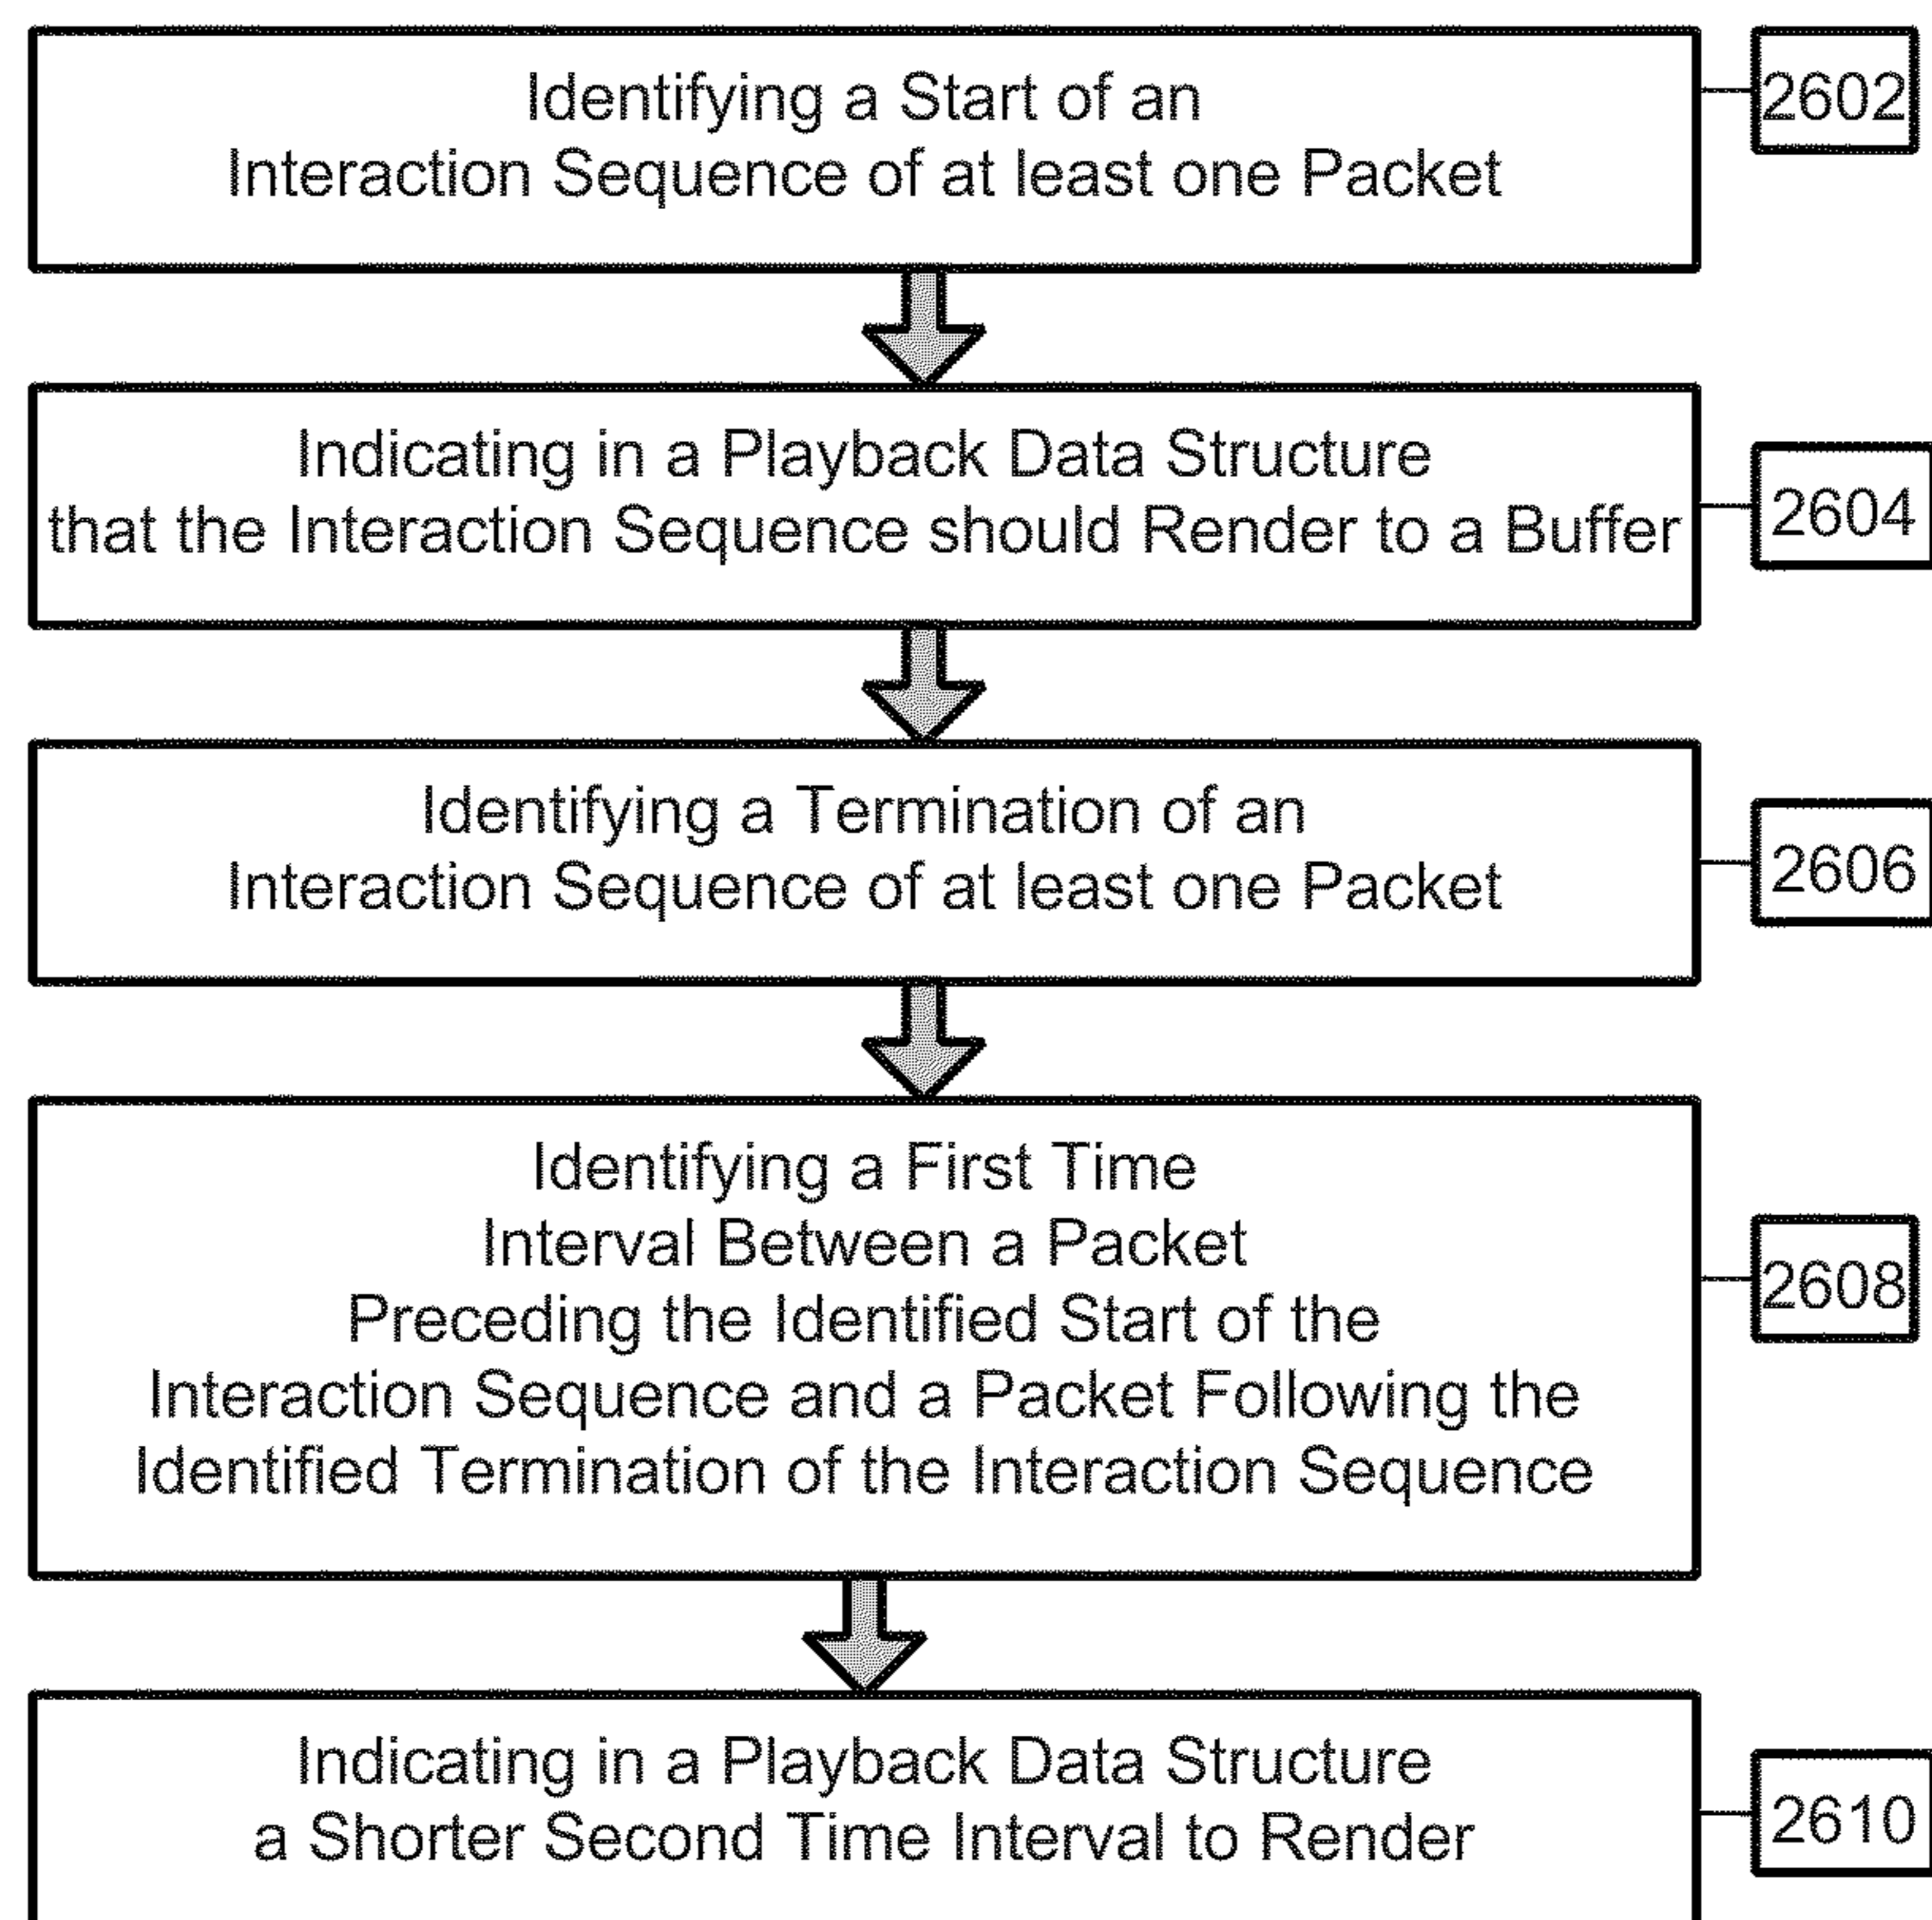 Identifying a Start of an
Interaction Sequence of at least one Packet
2602
Indicating in a Playback Data Structure
that the Interaction Sequence should Render to a Buffer
2604
Identifying a Termination of an
Interaction Sequence of at least one Packet
2606
Identifying a First Time
Interval Between a Packet
Preceding the Identified Start of the
Interaction Sequence and a Packet Following the
Identified Termination of the Interaction Sequence
2608
Indicating in a Playback Data Structure
a Shorter Second Time Interval to Render
2610